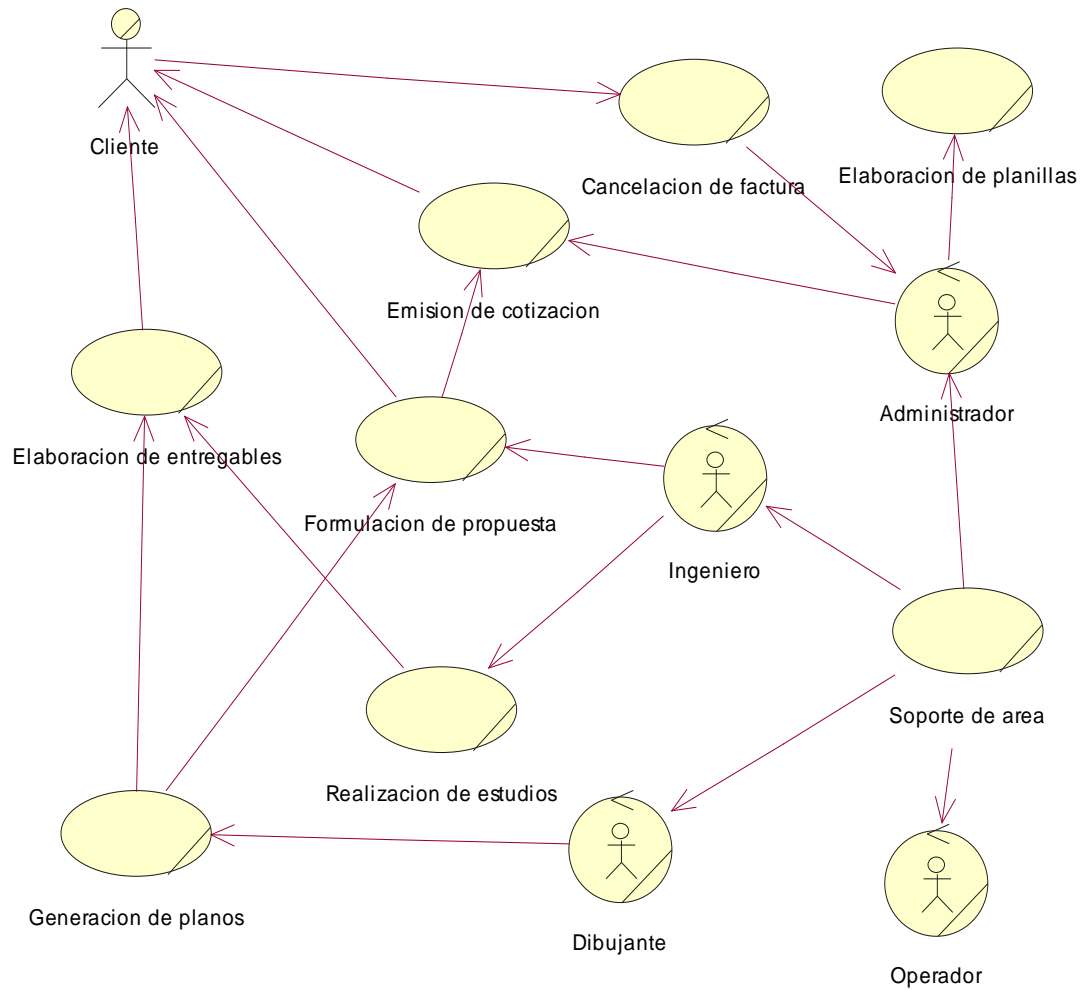 Cliente
Cancelacion de factura
Elaboracion de planillas
Emision de cotizacion
Administrador
Elaboracion de entregables
Formulacion de propuesta
Ingeniero
Soporte de area
Realizacion de estudios
Generacion de planos
Dibujante
Operador